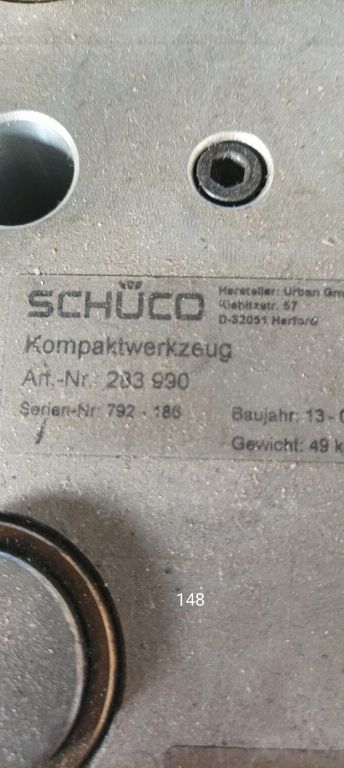 SCHÜCO
Hersteller: Urban Gm
Kiebitzstr. 57
D-32051 Herford
Kompaktwerkzeug
Art.-Nr.: 283 990
Serien-Nr: 792 - 186
Baujahr: 13 - 0
Gewicht: 49 k
148